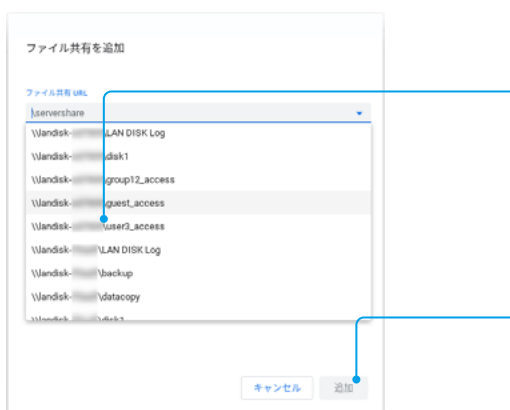 ファイル共有を追加
ファイル共有 URL
\servershare
\\landisk- \LAN DISK Log
\\landisk- \disk1
\\landisk- \group12_access
\\landisk- \guest_access
\\landisk- \user3_access
\\landisk- \LAN DISK Log
\\landisk- \backup
\\landisk- \datacopy
\\landisk- \disk1
キャンセル 追加